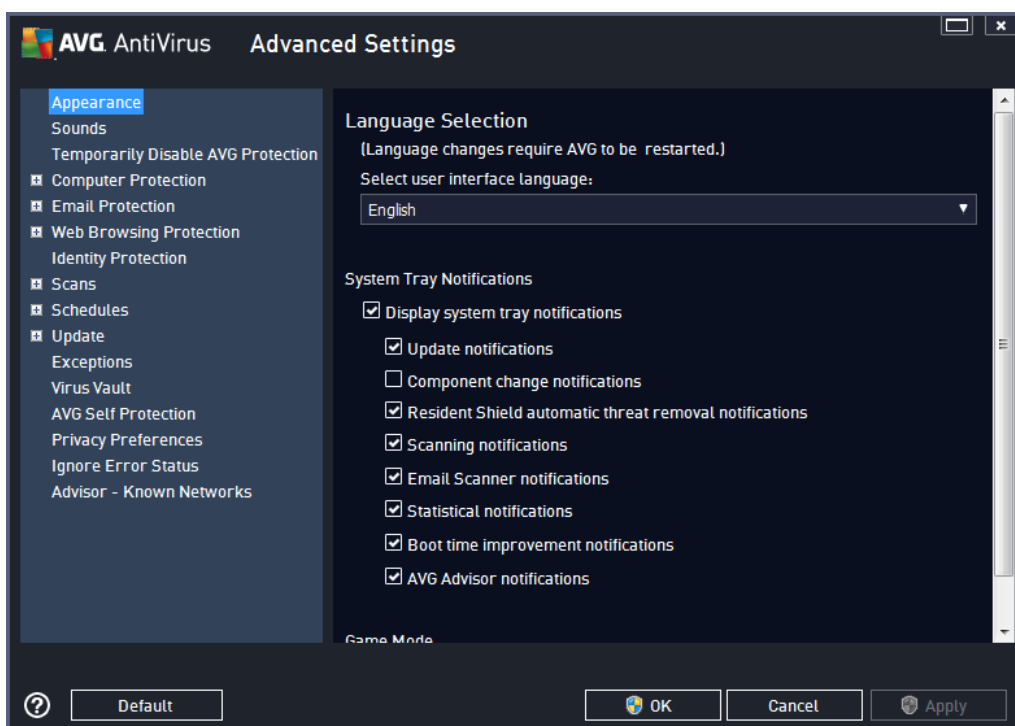 AVG AntiVirus Advanced Settings
Appearance
Sounds
Temporarily Disable AVG Protection
Computer Protection
Email Protection
Web Browsing Protection
Identity Protection
Scans
Schedules
Update
Exceptions
Virus Vault
AVG Self Protection
Privacy Preferences
Ignore Error Status
Advisor - Known Networks
Language Selection
(Language changes require AVG to be restarted.)
Select user interface language:
English
System Tray Notifications
Display system tray notifications
Update notifications
Component change notifications
Resident Shield automatic threat removal notifications
Scanning notifications
Email Scanner notifications
Statistical notifications
Boot time improvement notifications
AVG Advisor notifications
Game Mode
Default
OK
Cancel
Apply